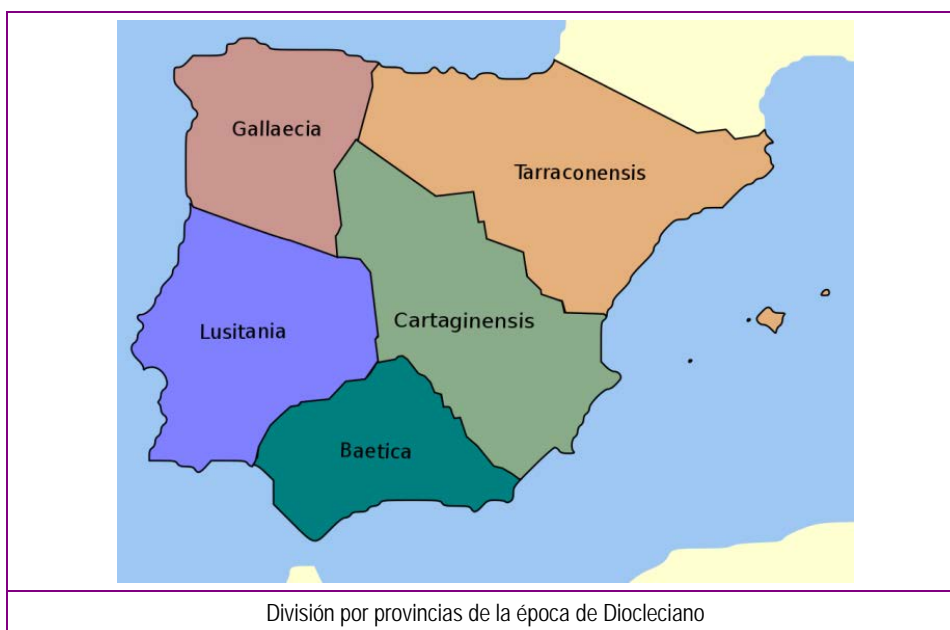 Gallaecia
Tarraconensis
Lusitania
Cartaginensis
Baetica
División por provincias de la época de Diocleciano